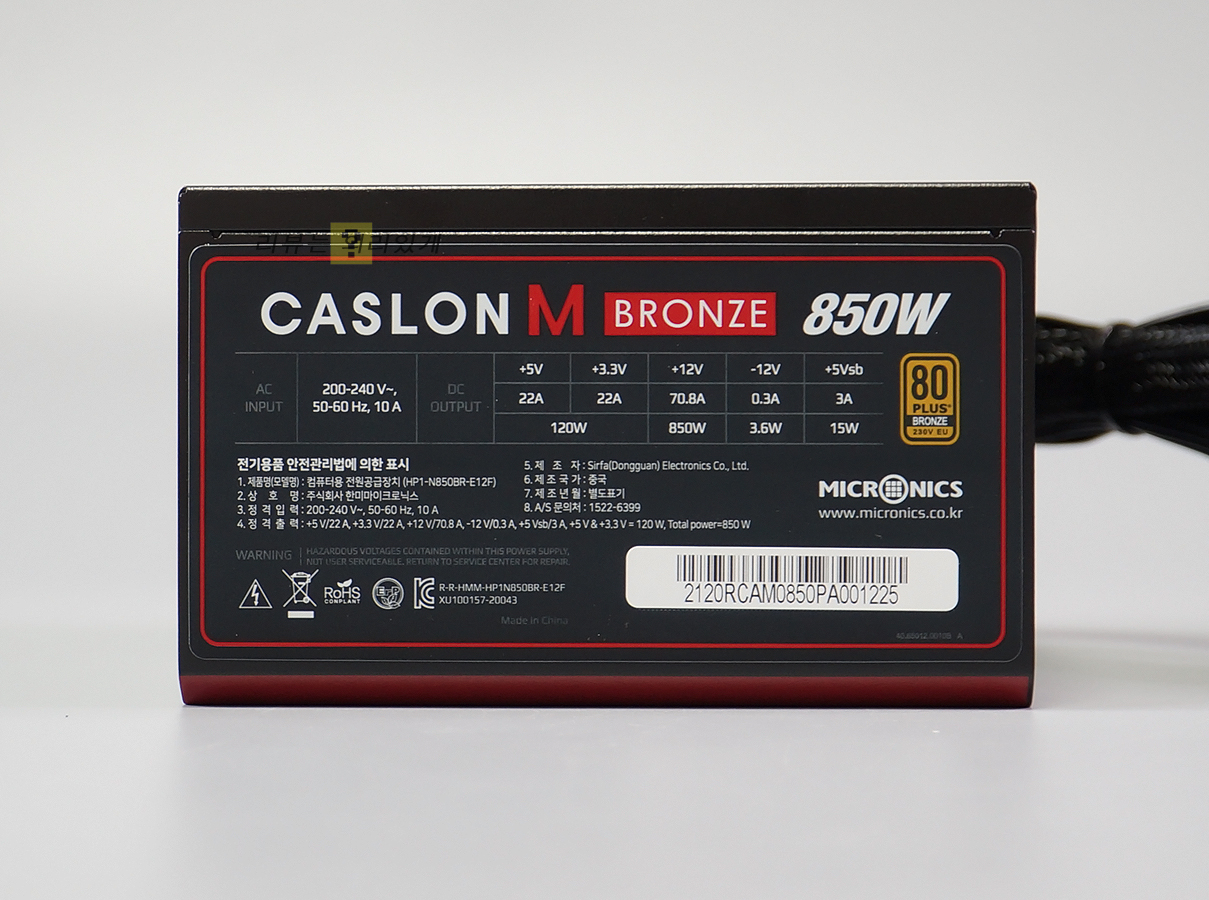 리뷰는 ? 리있게
CASLON M BRONZE 850W
AC INPUT
200-240 V~,
50-60 Hz, 10 A
DC OUTPUT
+5V +3.3V +12V -12V +5Vsb
22A 22A 70.8A 0.3A 3A
120W 850W 3.6W 15W
80
PLUS
BRONZE
230V EU
전기용품 안전관리법에 의한 표시
1. 제품명(모델명) : 컴퓨터용 전원공급장치 (HP1-N850BR-E12F)
2. 상 호 명 : 주식회사 한미마이크로닉스
3. 정 격 입 력 : 200-240 V~, 50-60 Hz, 10 A
4. 정 격 출 력 : +5 V/22 A, +3.3 V/22 A, +12 V/70.8 A, -12 V/0.3 A, +5 Vsb/3 A, +5 V & +3.3 V = 120 W, Total power=850 W
5. 제 조 자 : Sirfa(Dongguan) Electronics Co., Ltd.
6. 제 조 국 가 : 중국
7. 제 조 년 월 : 별도표기
8. A/S 문의처 : 1522-6399
MICRONICS
www.micronics.co.kr
WARNING
HAZARDOUS VOLTAGES CONTAINED WITHIN THIS POWER SUPPLY,
NOT USER SERVICEABLE. RETURN TO SERVICE CENTER FOR REPAIR.
RoHS
COMPLIANT
R-R-HMM-HP1N850BR-E12F
XU100157-20043
Made in China
2120RCAM0850PA001225